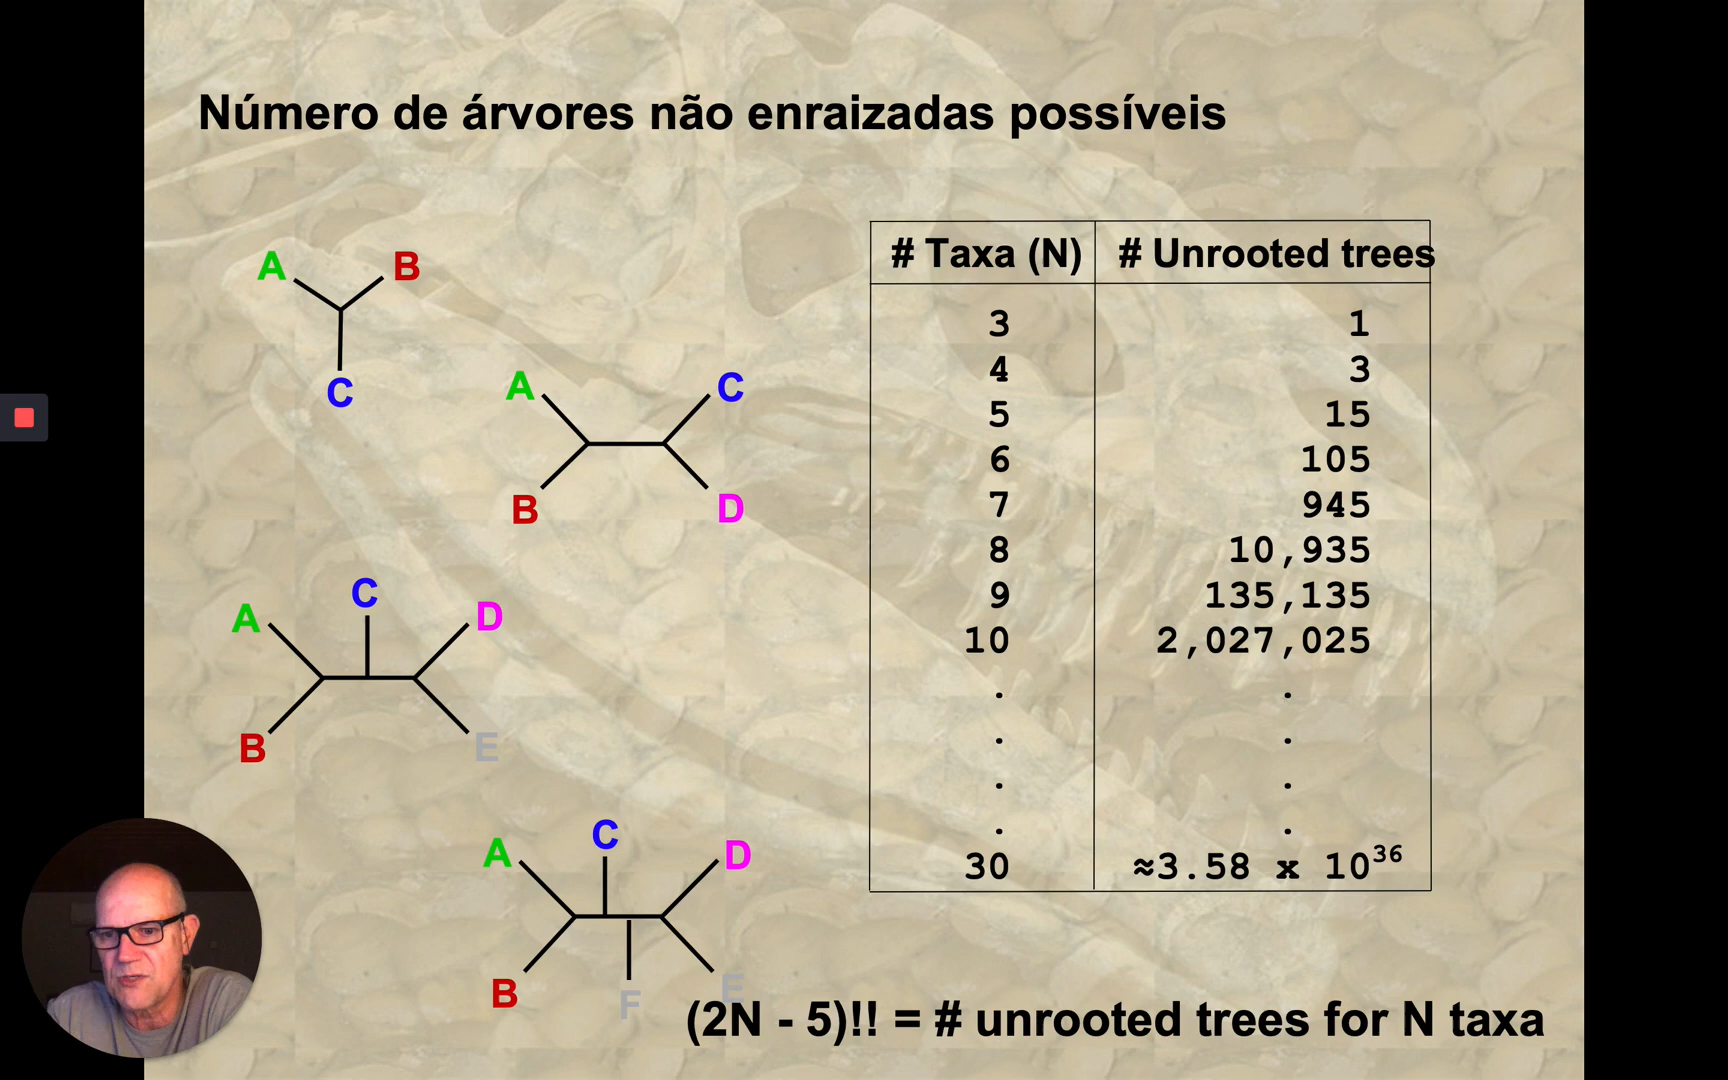 Número de árvores não enraizadas possíveis
A B
C
A C
B D
C
A D
B E
C
A D
B F E
# Taxa (N) # Unrooted trees
3 1
4 3
5 15
6 105
7 945
8 10,935
9 135,135
10 2,027,025
. .
. .
. .
. .
30 ≈3.58 x 10^36
(2N - 5)!! = # unrooted trees for N taxa